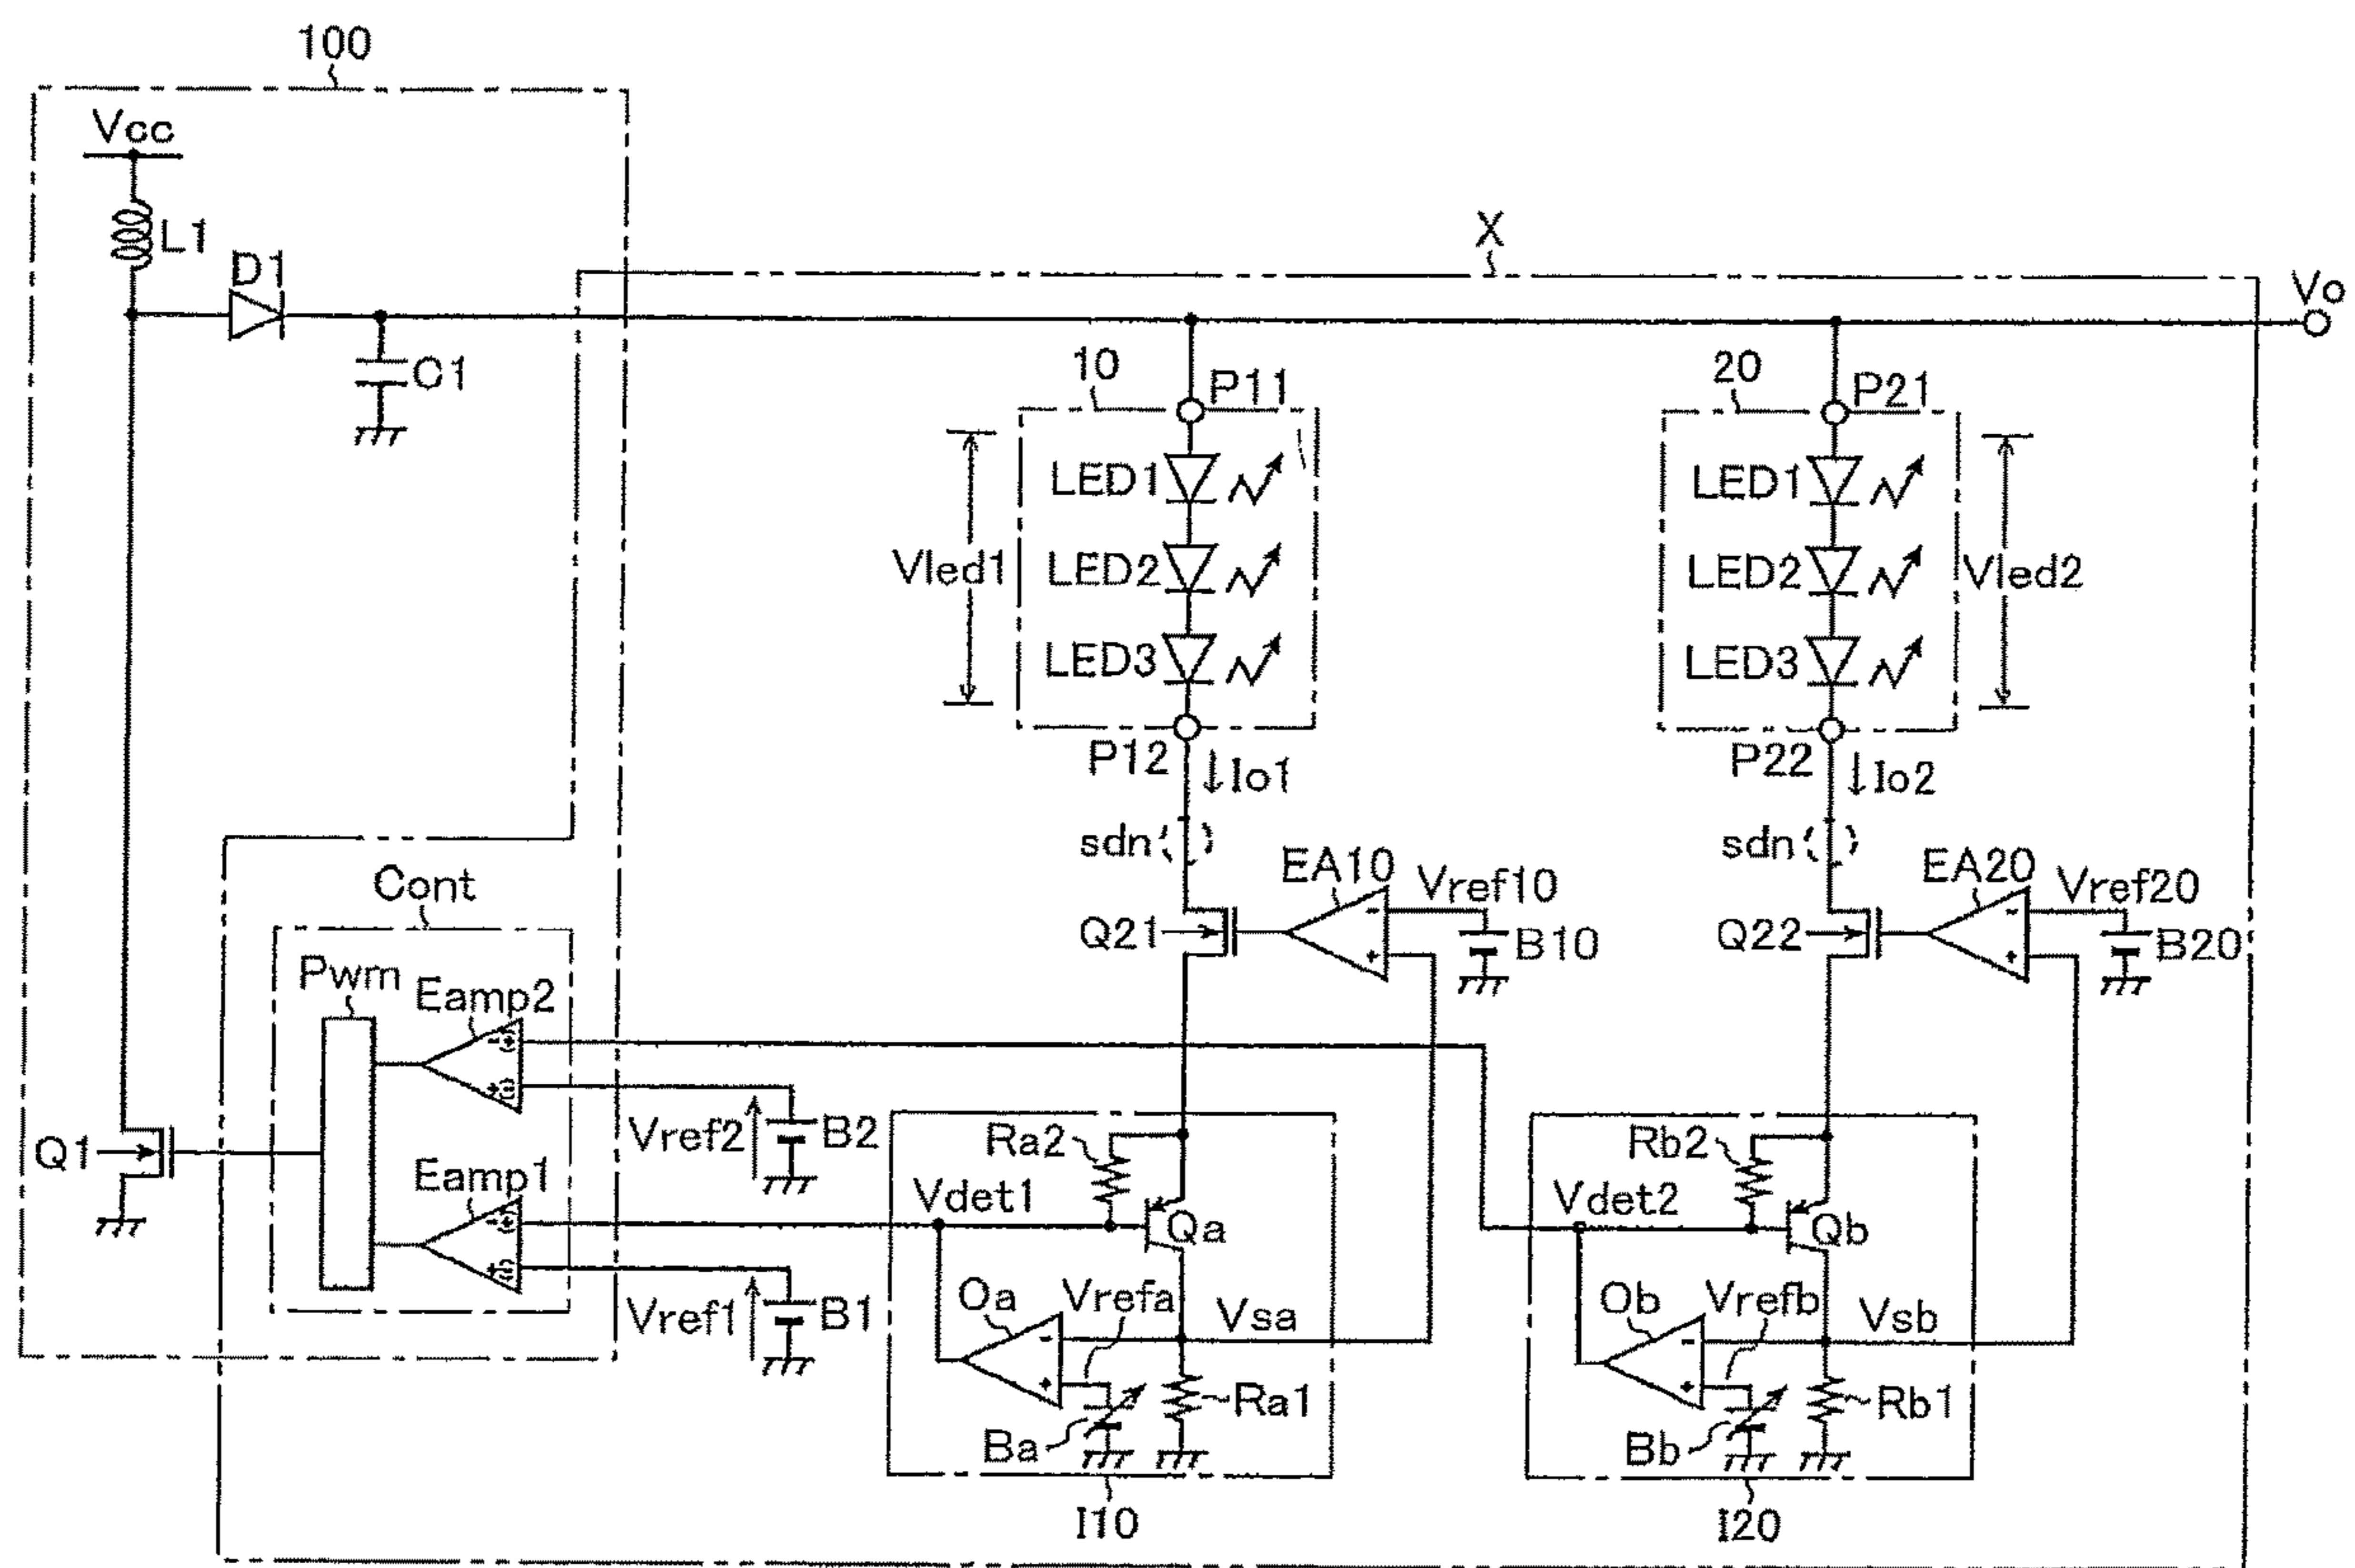 100
Vcc
L1
D1
C1
X
Vo
10
P11
LED1
LED2
LED3
Vled1
P12
Io1
sdn
20
P21
LED1
LED2
LED3
Vled2
P22
Io2
sdn
EA10
Vref10
-
+
B10
Q21
EA20
Vref20
-
+
B20
Q22
Cont
Pwm
Eamp2
-(+)
+(-)
Vref2
B2
Q1
Eamp1
-(+)
+(-)
Vref1
B1
Ra2
Vdet1
Qa
Oa
Vrefa
Vsa
-
+
Ra1
Ba
I10
Rb2
Vdet2
Qb
Ob
Vrefb
Vsb
-
+
Rb1
Bb
I20